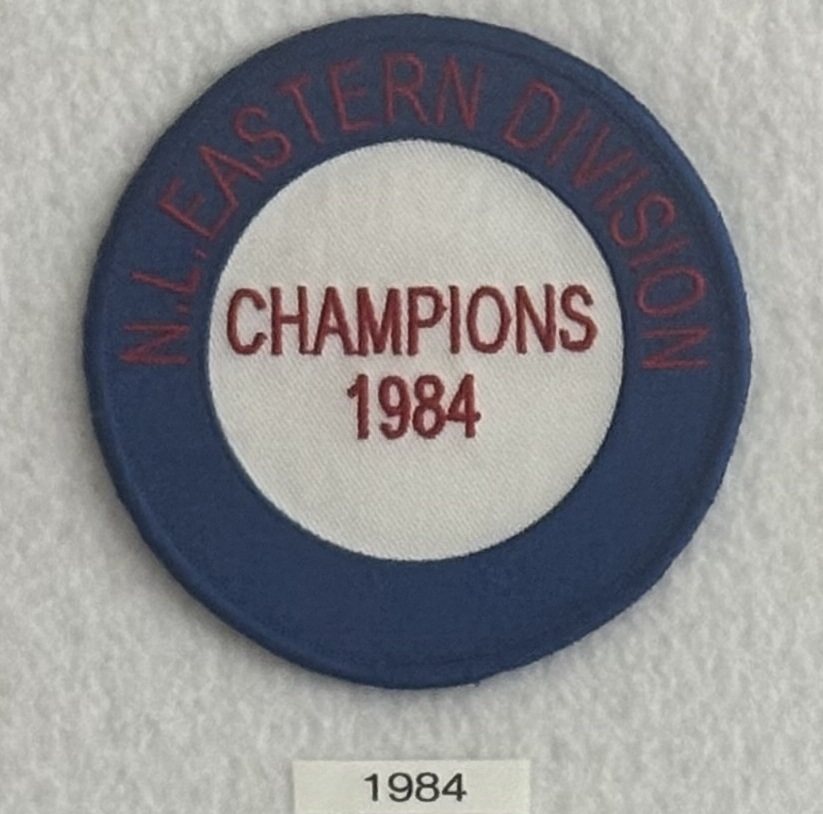 N.L. EASTERN DIVISION
CHAMPIONS
1984
1984